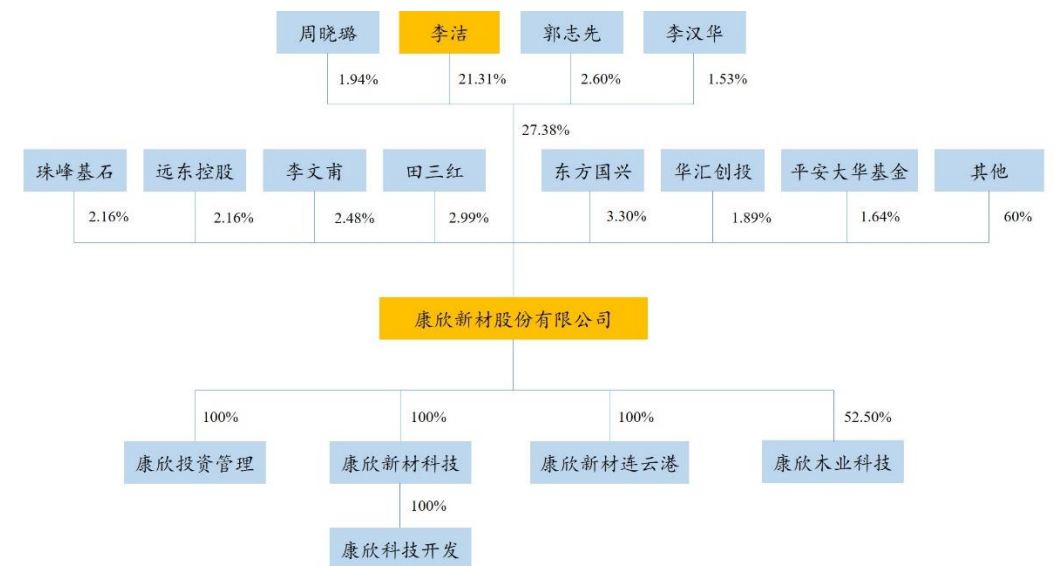 周晓璐
李洁
郭志先
李汉华
1.94%
21.31%
2.60%
1.53%
27.38%
珠峰基石
远东控股
李文甫
田三红
东方国兴
华汇创投
平安大华基金
其他
2.16%
2.16%
2.48%
2.99%
3.30%
1.89%
1.64%
60%
康欣新材股份有限公司
100%
100%
100%
52.50%
康欣投资管理
康欣新材科技
康欣新材连云港
康欣木业科技
100%
康欣科技开发